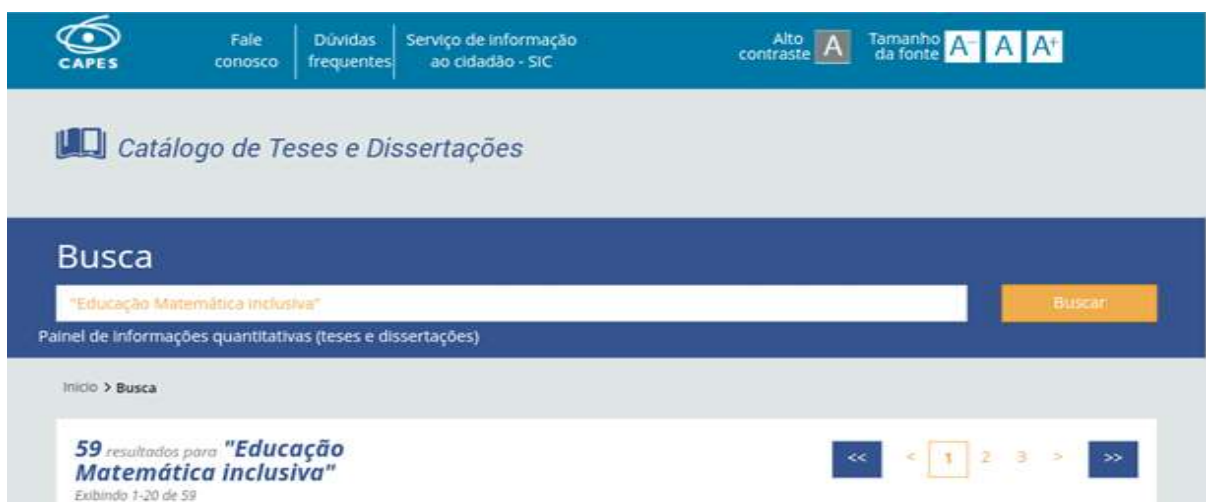 CAPES
Fale conosco
Dúvidas frequentes
Serviço de Informação ao cidadão - SIC
Alto contraste A
Tamanho da fonte A- A A+
Catálogo de Teses e Dissertações
Busca
"Educação Matemática inclusiva"
Buscar
Painel de Informações quantitativas (teses e dissertações)
Início > Busca
59 resultados para "Educação
Matemática inclusiva"
Exibindo 1-20 de 59
<< < 1 2 3 > >>